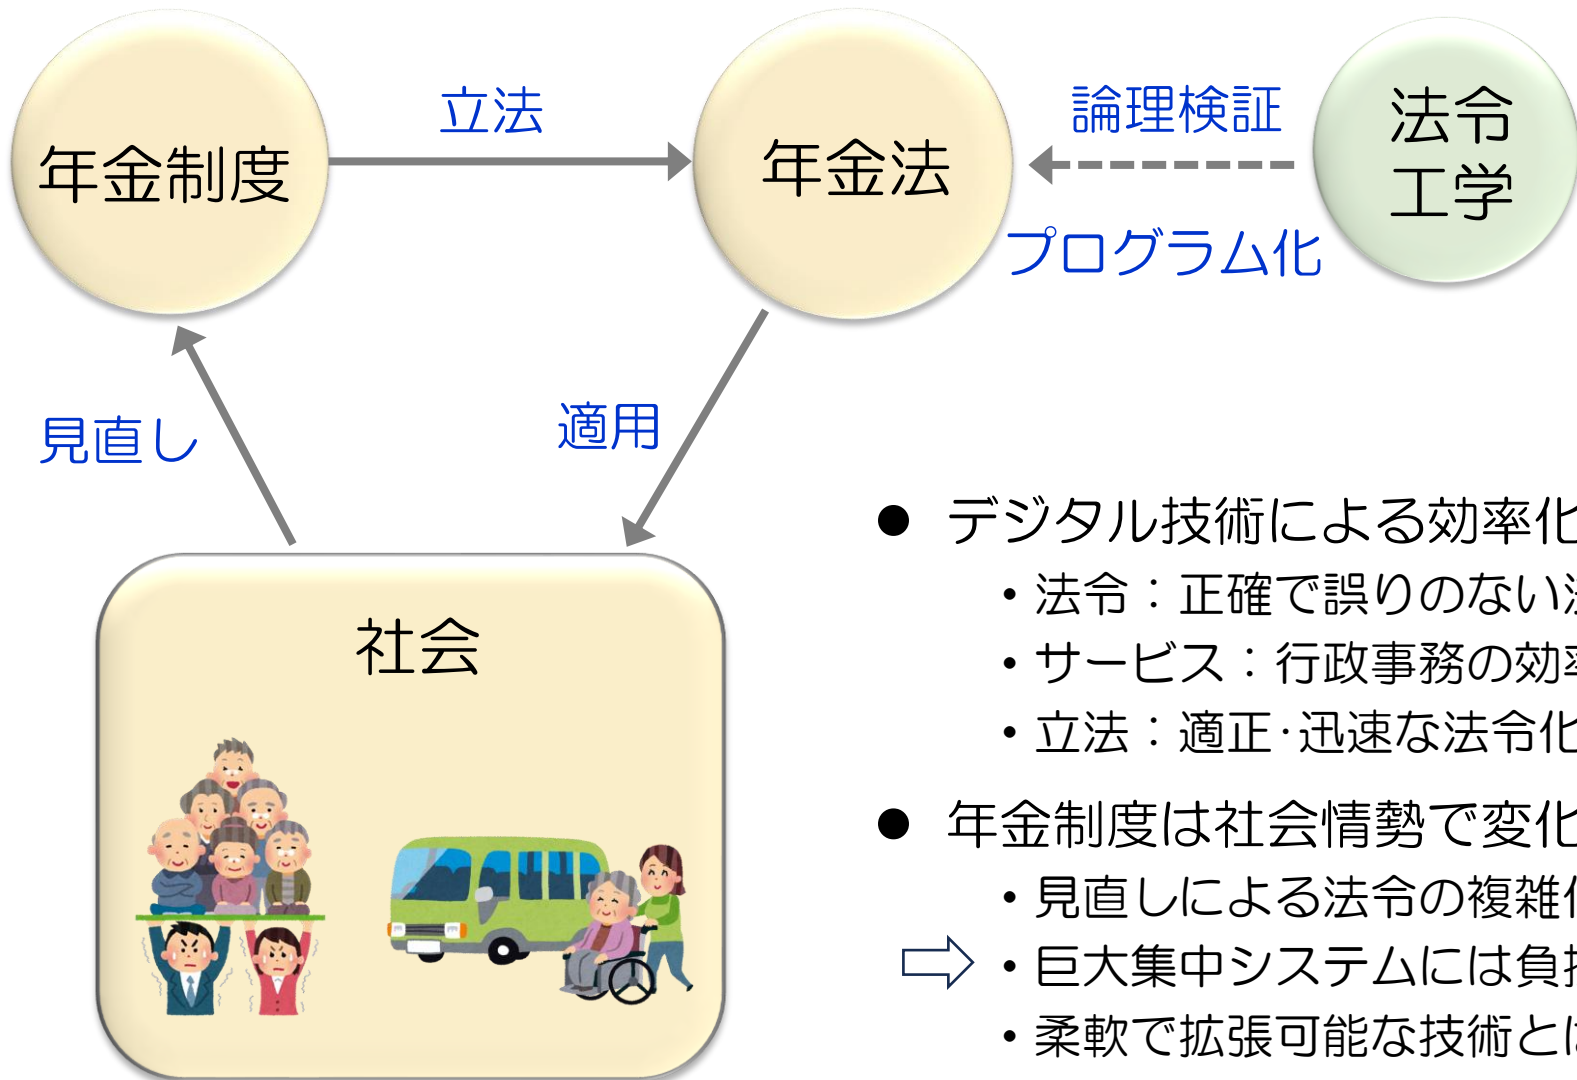 年金制度
立法
年金法
論理検証
プログラム化
法令
工学
見直し
適用
社会
● デジタル技術による効率化
・法令：正確で誤りのない
・サービス：行政事務の効
・立法：適正･迅速な法令化
● 年金制度は社会情勢で変化
・見直しによる法令の複雑
・巨大集中システムには負
・柔軟で拡張可能な技術と